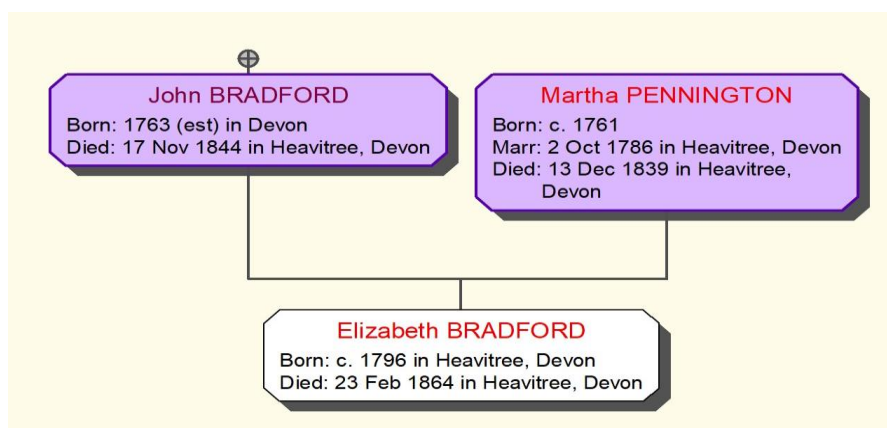 John BRADFORD
Born: 1763 (est) in Devon
Died: 17 Nov 1844 in Heavitree, Devon
Martha PENNINGTON
Born: c. 1761
Marr: 2 Oct 1786 in Heavitree, Devon
Died: 13 Dec 1839 in Heavitree,
Devon
Elizabeth BRADFORD
Born: c. 1796 in Heavitree, Devon
Died: 23 Feb 1864 in Heavitree, Devon